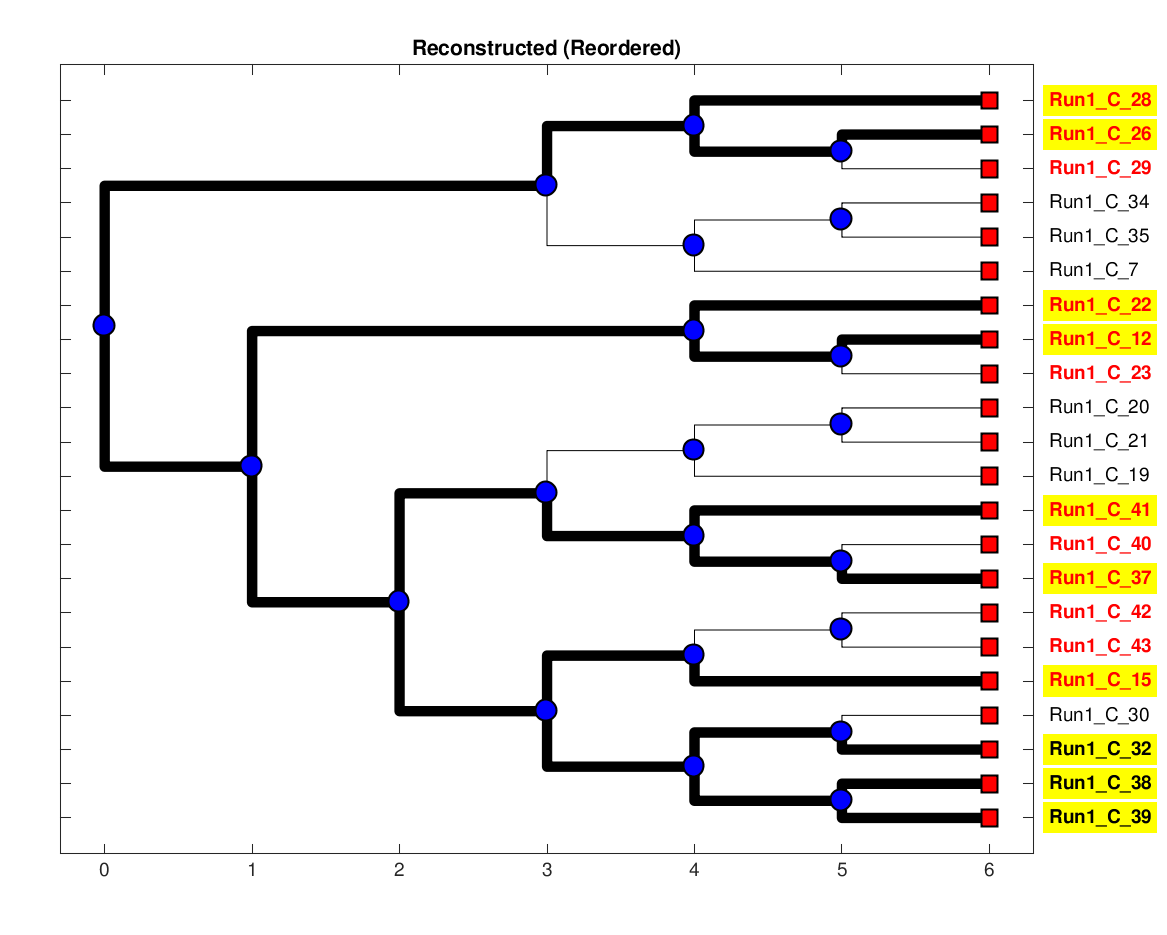 Reconstructed (Reordered)
Run1_C_28
Run1_C_26
Run1_C_29
Run1_C_34
Run1_C_35
Run1_C_7
Run1_C_22
Run1_C_12
Run1_C_23
Run1_C_20
Run1_C_21
Run1_C_19
Run1_C_41
Run1_C_40
Run1_C_37
Run1_C_42
Run1_C_43
Run1_C_15
Run1_C_30
Run1_C_32
Run1_C_38
Run1_C_39
0 1 2 3 4 5 6